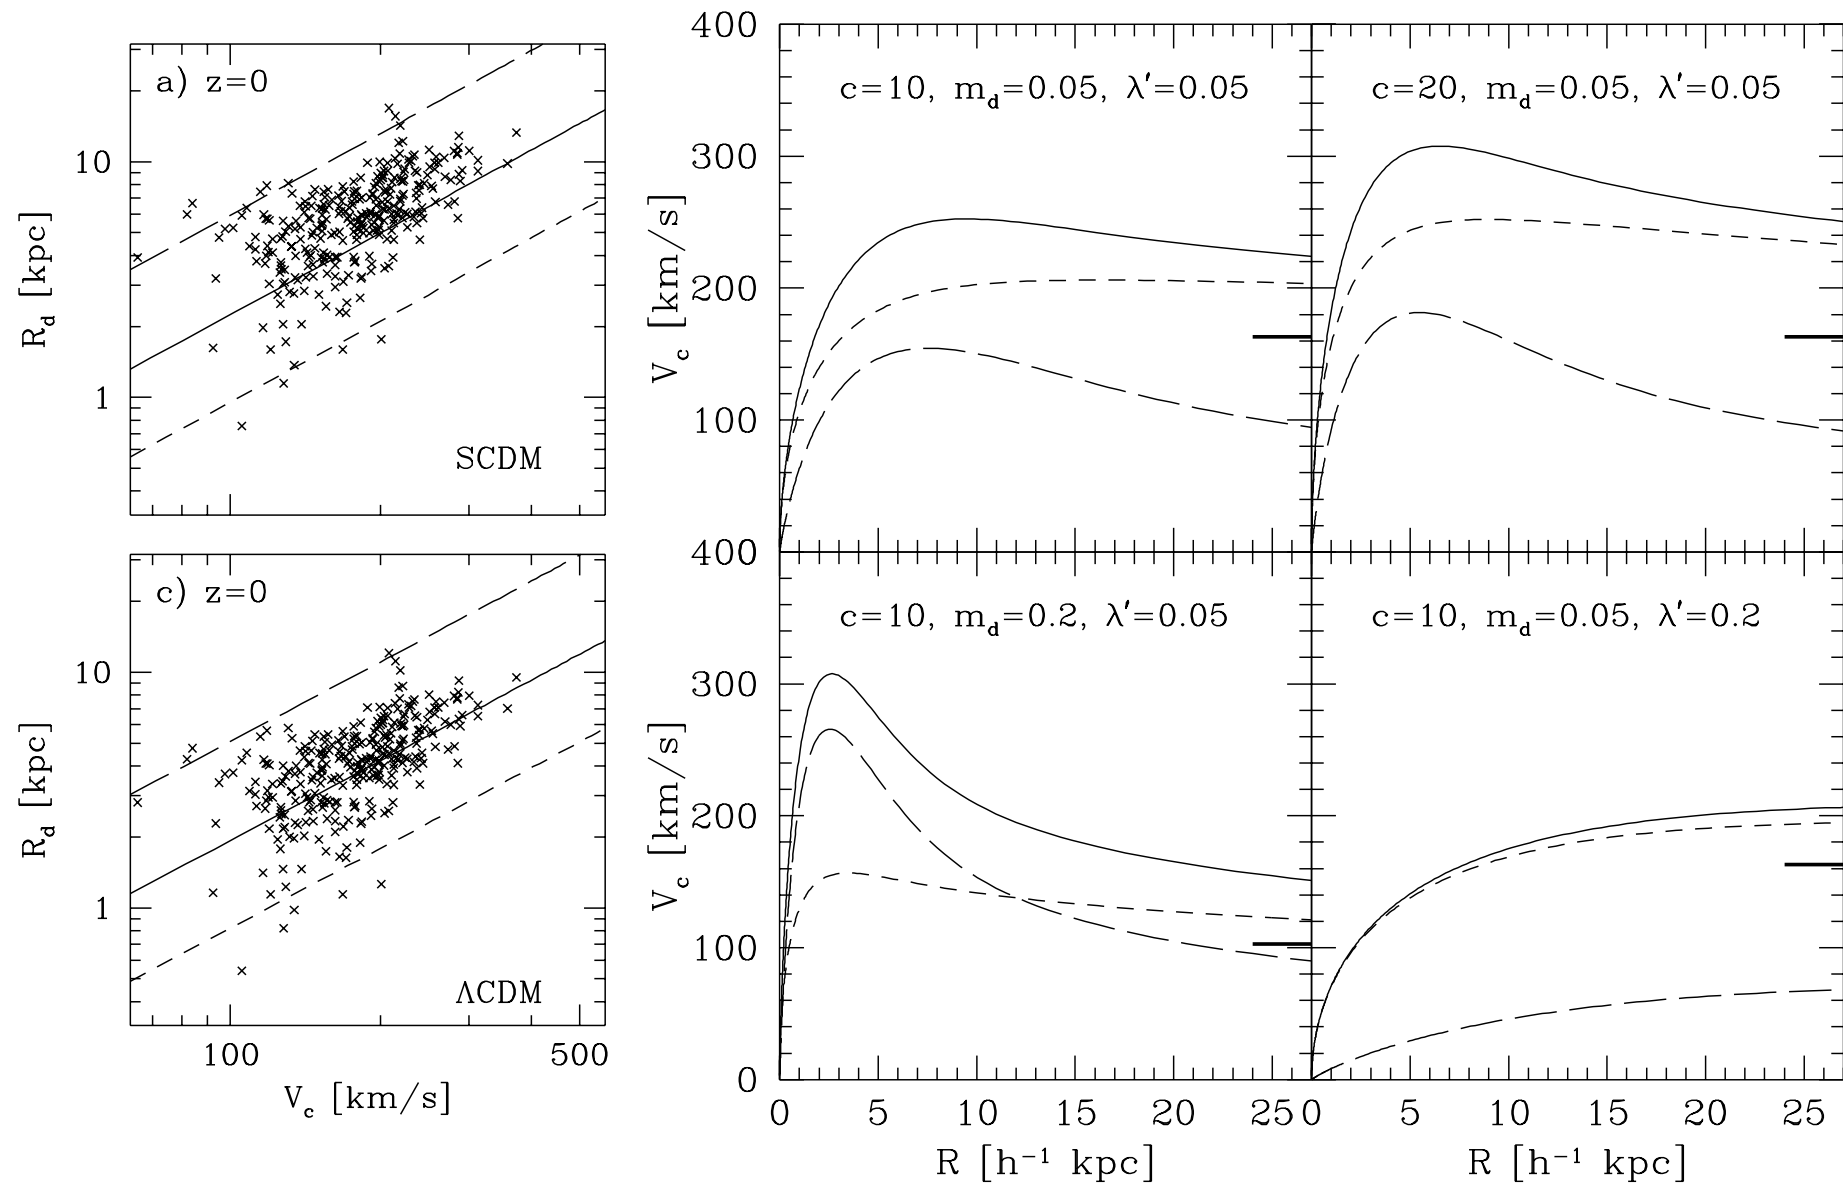 a) z=0
10
1
R_d [kpc]
SCDM
c) z=0
10
1
R_d [kpc]
ΛCDM
100 500
V_c [km/s]
400
300
200
100
V_c [km/s]
c=10, m_d=0.05, λ'=0.05
c=20, m_d=0.05, λ'=0.05
400
300
200
100
0
V_c [km/s]
c=10, m_d=0.2, λ'=0.05
c=10, m_d=0.05, λ'=0.2
0 5 10 15 20 25 0 5 10 15 20 25
R [h⁻¹ kpc] R [h⁻¹ kpc]